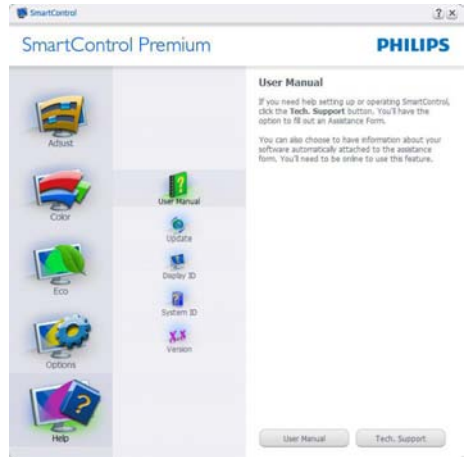 SmartControl
SmartControl Premium
PHILIPS
Adjust
Color
Eco
Options
Help
User Manual
Update
Display ID
System ID
X.X
Version
User Manual
If you need help setting up or operating SmartControl,
click the Tech. Support button. You'll have the
option to fill out an Assistance Form.
You can also choose to have information about your
software automatically attached to the assistance
form. You'll need to be online to use this feature.
User Manual
Tech. Support